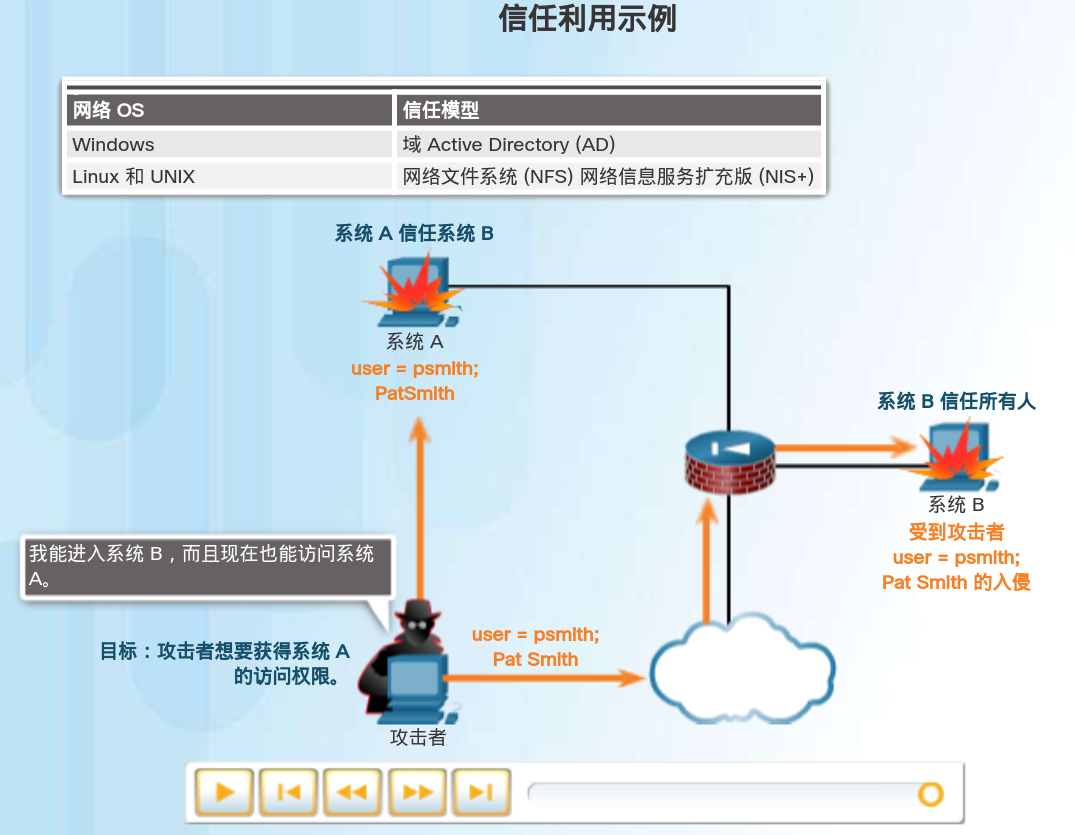 信任利用示例
网络 OS
信任模型
Windows
域 Active Directory (AD)
Linux 和 UNIX
网络文件系统 (NFS) 网络信息服务扩充版 (NIS+)
系统 A 信任系统 B
系统 A
user = psmith;
PatSmith
系统 B 信任所有人
系统 B
受到攻击者
user = psmith;
Pat Smith 的入侵
我能进入系统 B，而且现在也能访问系统
A。
目标：攻击者想要获得系统 A
的访问权限。
user = psmith;
Pat Smith
攻击者